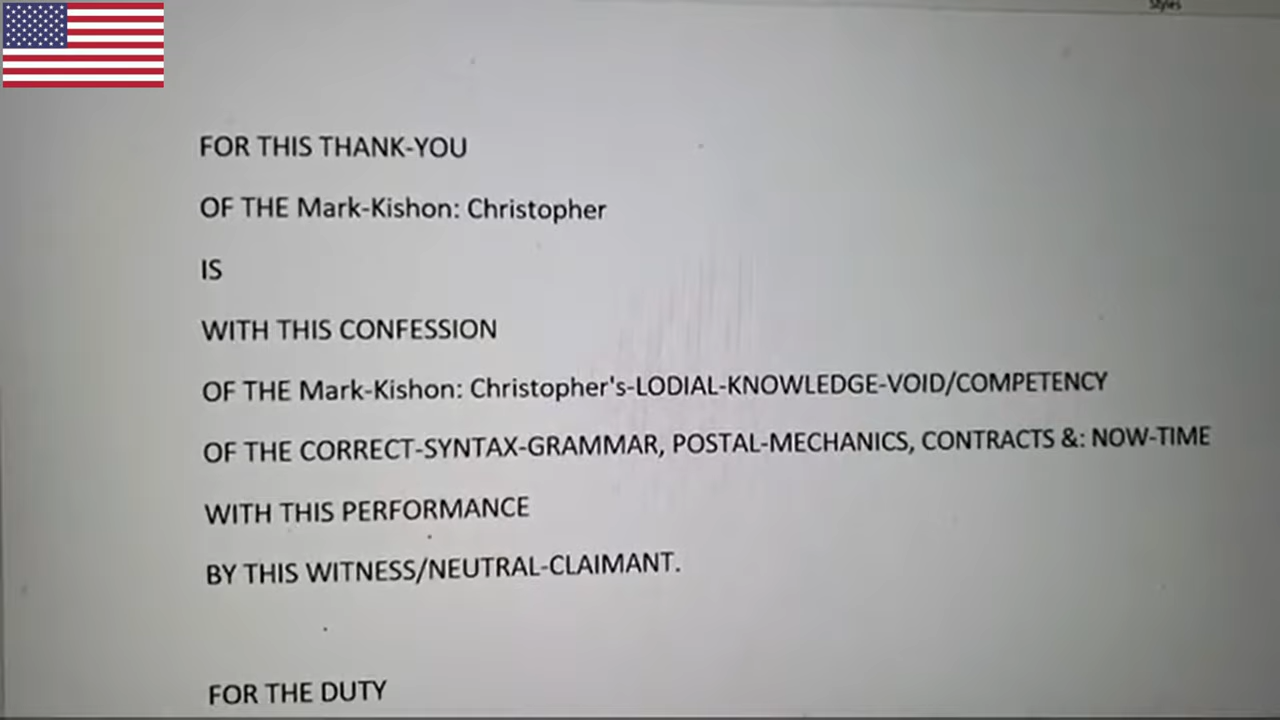 Styles
FOR THIS THANK-YOU
OF THE Mark-Kishon: Christopher
IS
WITH THIS CONFESSION
OF THE Mark-Kishon: Christopher's-LODIAL-KNOWLEDGE-VOID/COMPETENCY
OF THE CORRECT-SYNTAX-GRAMMAR, POSTAL-MECHANICS, CONTRACTS &: NOW-TIME
WITH THIS PERFORMANCE
BY THIS WITNESS/NEUTRAL-CLAIMANT.
FOR THE DUTY